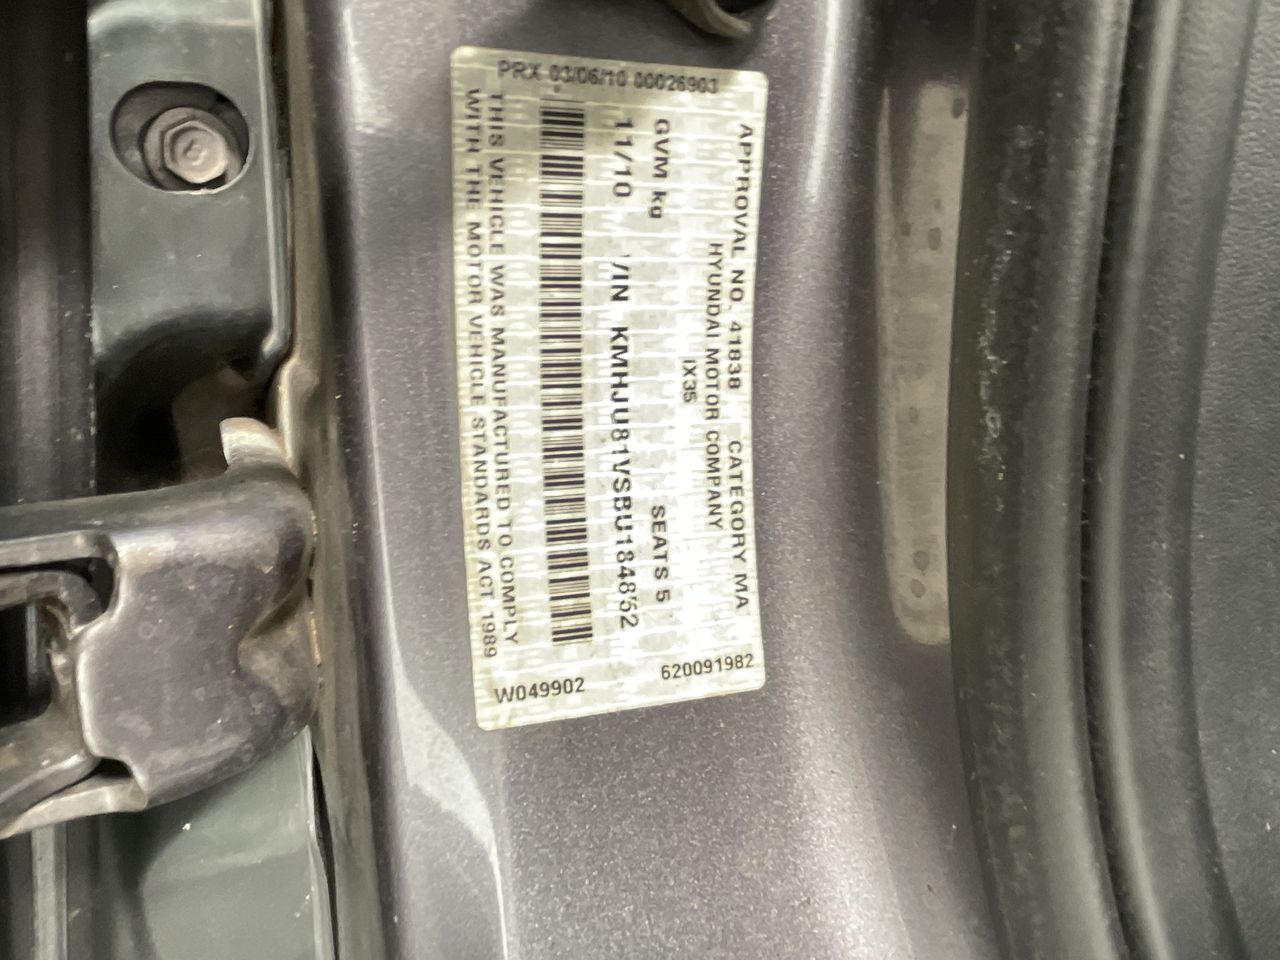 APPROVAL NO. 41838 CATEGORY MA
HYUNDAI MOTOR COMPANY
IX35
GVM kg SEATS 5
11/10 VIN KMHJU81VSBU184852
THIS VEHICLE WAS MANUFACTURED TO COMPLY
WITH THE MOTOR VEHICLE STANDARDS ACT 1989
PRX 03/06/10 00026903
620091982
W049902